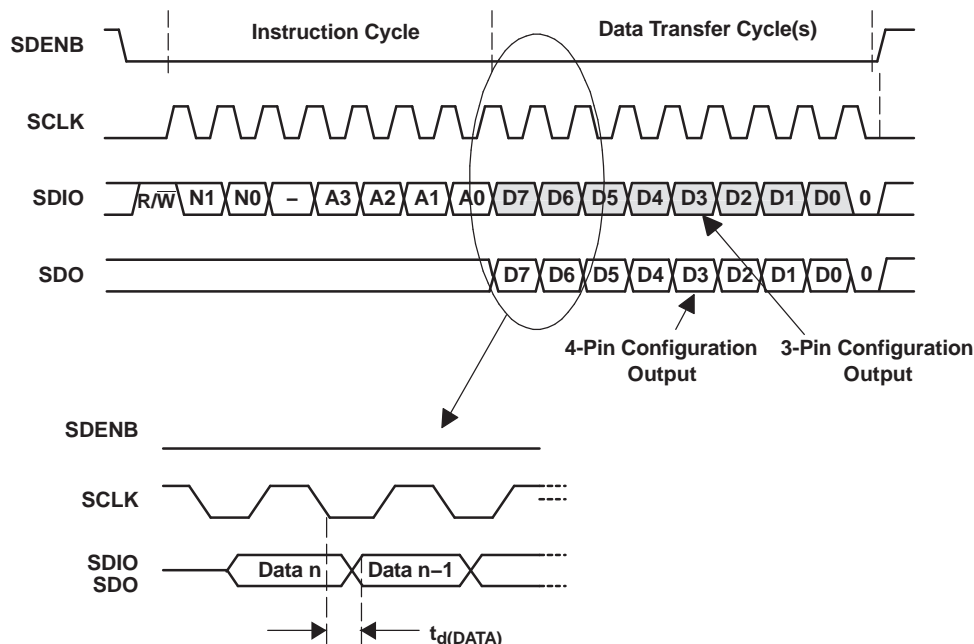 Instruction Cycle Data Transfer Cycle(s)
SDENB
SCLK
SDIO R/W̅ N1 N0 – A3 A2 A1 A0 D7 D6 D5 D4 D3 D2 D1 D0 0
SDO D7 D6 D5 D4 D3 D2 D1 D0 0
4-Pin Configuration
Output
3-Pin Configuration
Output
SDENB
SCLK
SDIO
SDO
Data n Data n–1
td(DATA)